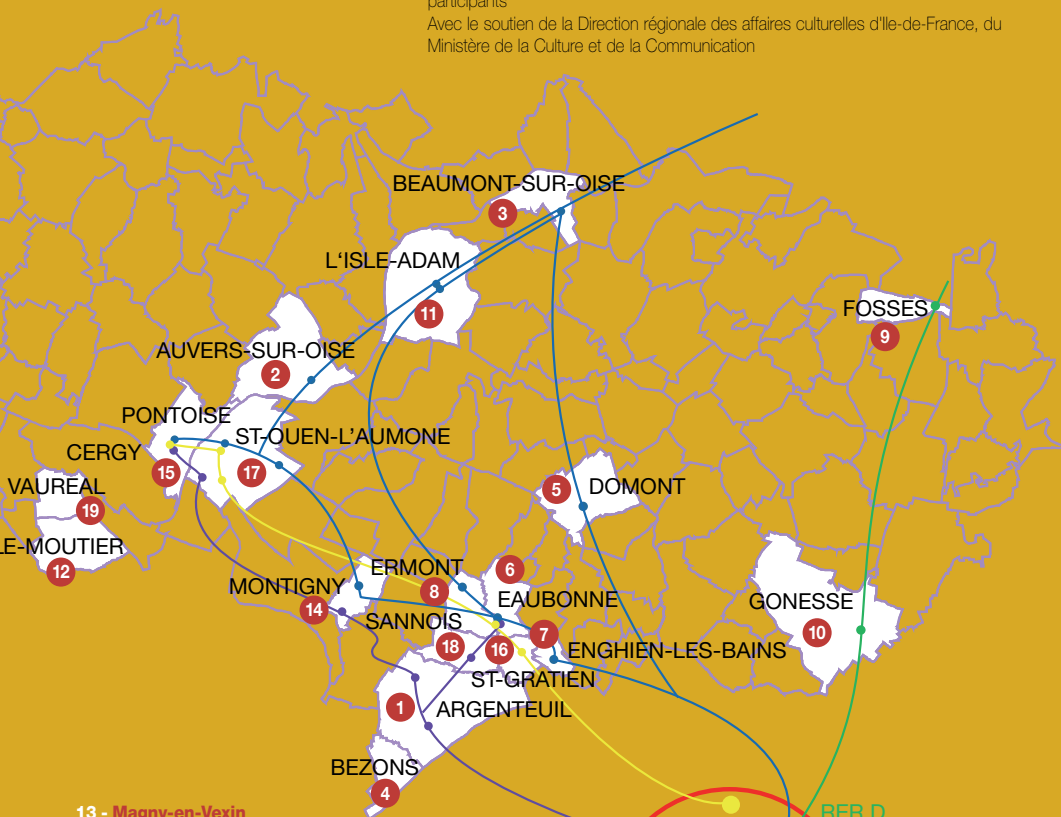 participants
Avec le soutien de la Direction régionale des affaires culturelles d'Ile-de-France, du
Ministère de la Culture et de la Communication
BEAUMONT-SUR-OISE
3
L'ISLE-ADAM
11
FOSSES
9
AUVERS-SUR-OISE
2
PONTOISE
ST-OUEN-L'AUMONE
CERGY
15
17
VAUREAL
19
DOMONT
5
LE-MOUTIER
12
ERMONT
6
MONTIGNY
8
EAUBONNE
14
GONESSE
10
SANNOIS
7
18
16
ENGHIEN-LES-BAINS
ST-GRATIEN
1
ARGENTEUIL
BEZONS
4
13 - Magny-en-Vexin
RER D